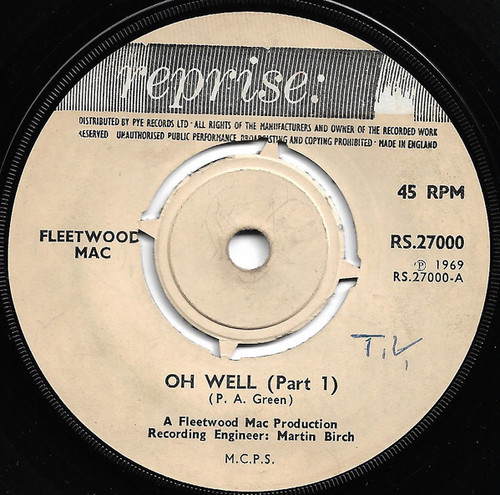 reprise:
DISTRIBUTED BY PYE RECORDS LTD · ALL RIGHTS OF THE MANUFACTURERS AND OWNER OF THE RECORDED WORK
RESERVED UNAUTHORISED PUBLIC PERFORMANCE BROADCASTING AND COPYING PROHIBITED · MADE IN ENGLAND
45 RPM
FLEETWOOD
MAC
RS.27000
℗ 1969
RS.27000-A
T.V,
OH WELL (Part 1)
(P. A. Green)
A Fleetwood Mac Production
Recording Engineer: Martin Birch
M.C.P.S.